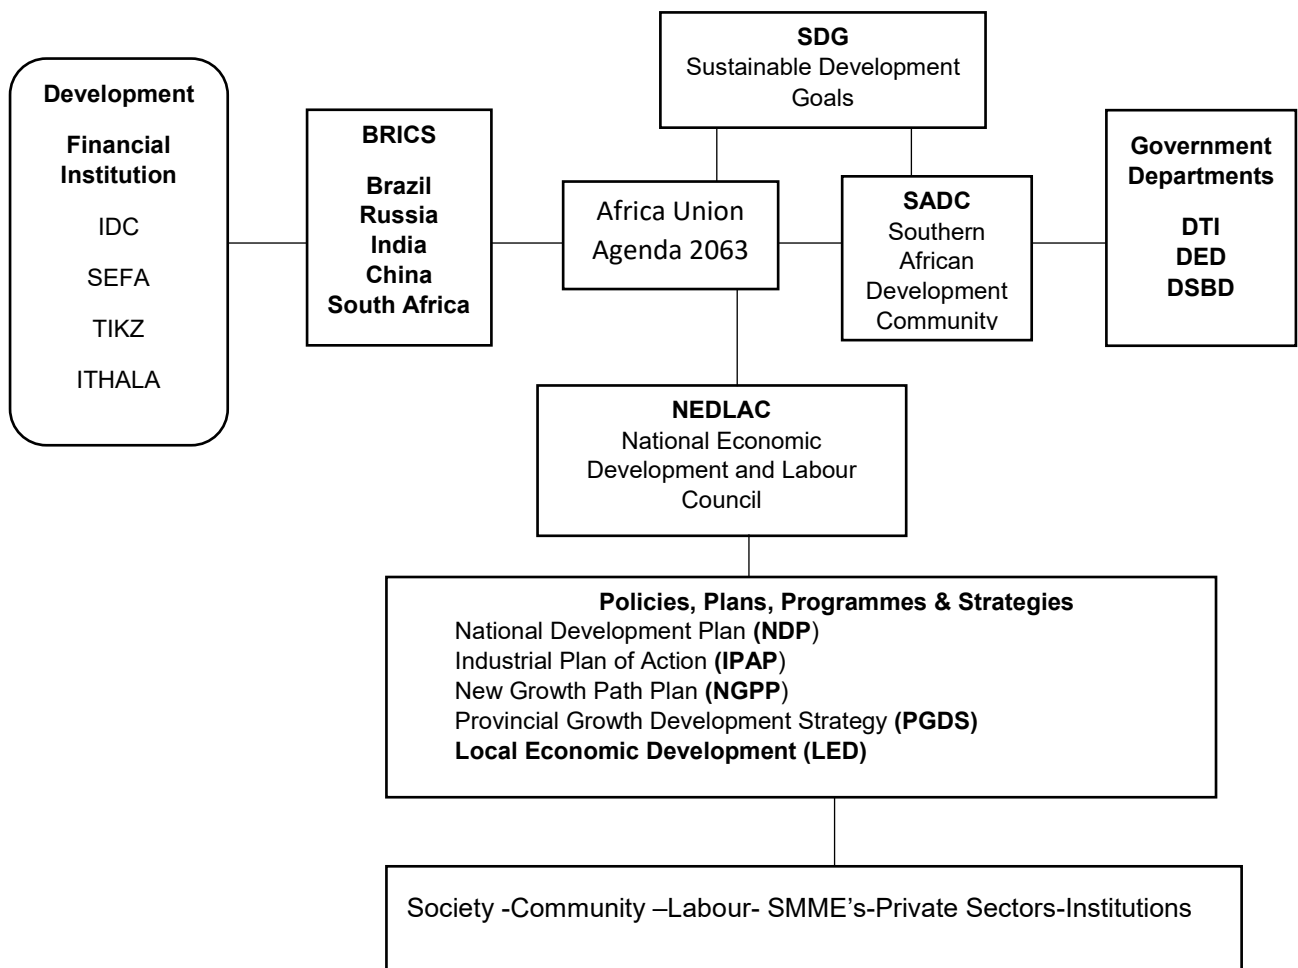 SDG
Sustainable Development
Goals
Development
Financial
Institution
IDC
SEFA
TIKZ
ITHALA
BRICS
Brazil
Russia
India
China
South Africa
Africa Union
Agenda 2063
SADC
Southern
African
Development
Community
Government
Departments
DTI
DED
DSBD
NEDLAC
National Economic
Development and Labour
Council
Policies, Plans, Programmes & Strategies
National Development Plan (NDP)
Industrial Plan of Action (IPAP)
New Growth Path Plan (NGPP)
Provincial Growth Development Strategy (PGDS)
Local Economic Development (LED)
Society -Community –Labour- SMME’s-Private Sectors-Institutions